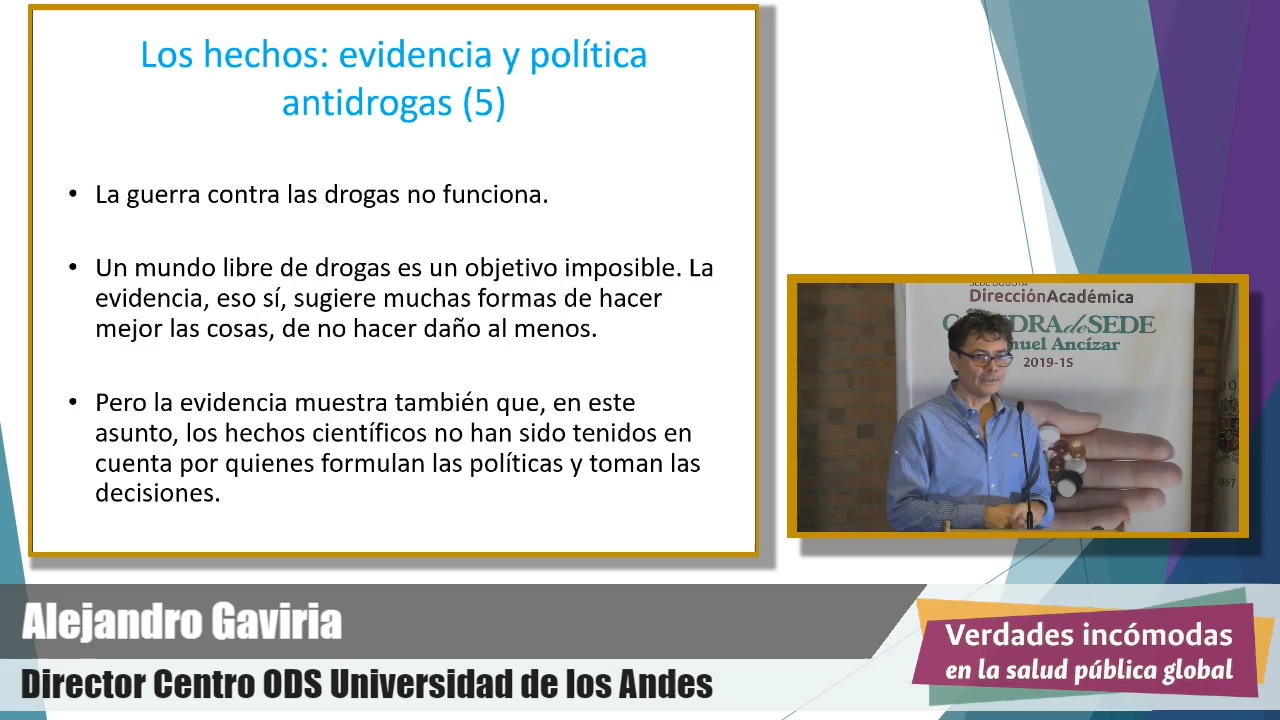 Los hechos: evidencia y política
antidrogas (5)
• La guerra contra las drogas no funciona.
• Un mundo libre de drogas es un objetivo imposible. La
evidencia, eso sí, sugiere muchas formas de hacer
mejor las cosas, de no hacer daño al menos.
• Pero la evidencia muestra también que, en este
asunto, los hechos científicos no han sido tenidos en
cuenta por quienes formulan las políticas y toman las
decisiones.
DirecciónAcadémica
deSEDE
Ancízar
2019-1S
1867
Alejandro Gaviria
Director Centro ODS Universidad de los Andes
Verdades incómodas
en la salud pública global